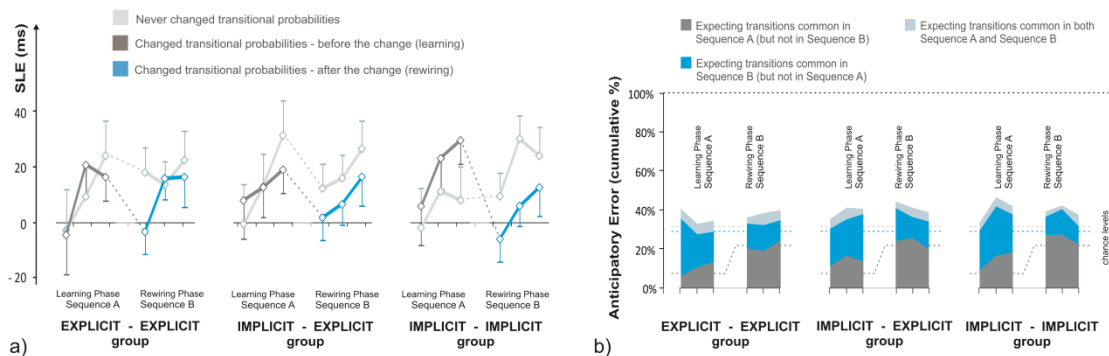 Never changed transitional probabilities
Changed transitional probabilities - before the change (learning)
Changed transitional probabilities - after the change (rewiring)
SLE (ms)
40
20
0
- 20
Learning Phase
Sequence A
Rewiring Phase
Sequence B
EXPLICIT - EXPLICIT
group
Learning Phase
Sequence A
Rewiring Phase
Sequence B
IMPLICIT - EXPLICIT
group
Learning Phase
Sequence A
Rewiring Phase
Sequence B
IMPLICIT - IMPLICIT
group
a)
Expecting transitions common in
Sequence A (but not in Sequence B)
Expecting transitions common in both
Sequence A and Sequence B
Expecting transitions common in
Sequence B (but not in Sequence A)
Anticipatory Error (cumulative %)
100%
80%
60%
40%
20%
0%
Learning Phase
Sequence A
Rewiring Phase
Sequence B
Learning Phase
Sequence A
Rewiring Phase
Sequence B
Learning Phase
Sequence A
Rewiring Phase
Sequence B
chance levels
EXPLICIT - EXPLICIT
group
IMPLICIT - EXPLICIT
group
IMPLICIT - IMPLICIT
group
b)